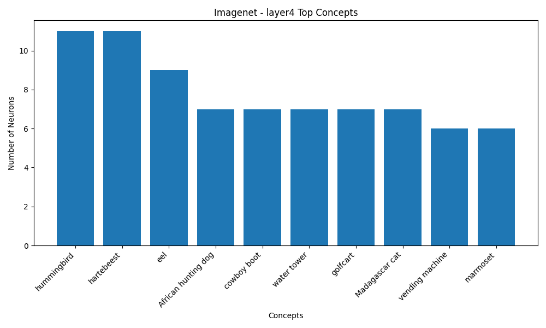 Imagenet - layer4 Top Concepts
Number of Neurons
10
8
6
4
2
0
hummingbird
hartebeest
eel
African hunting dog
cowboy boot
water tower
golfcart
Madagascar cat
vending machine
marmoset
Concepts